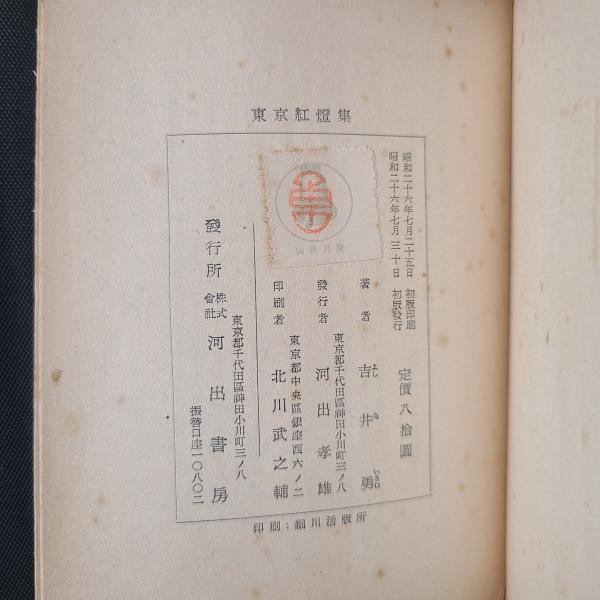 東京紅燈集
昭和二十六年七月二十五日 初版印刷
昭和二十六年七月三十日 初版發行
定價八拾圓
著者 吉井勇
東京都千代田區神田小川町三ノ八
發行者 河出孝雄
東京都中央區銀座西六ノ二
印刷者 北川武之輔
東京都千代田區神田小川町三ノ八
發行所 株式會社 河出書房
振替口座一〇八〇二
印刷：細川活版所